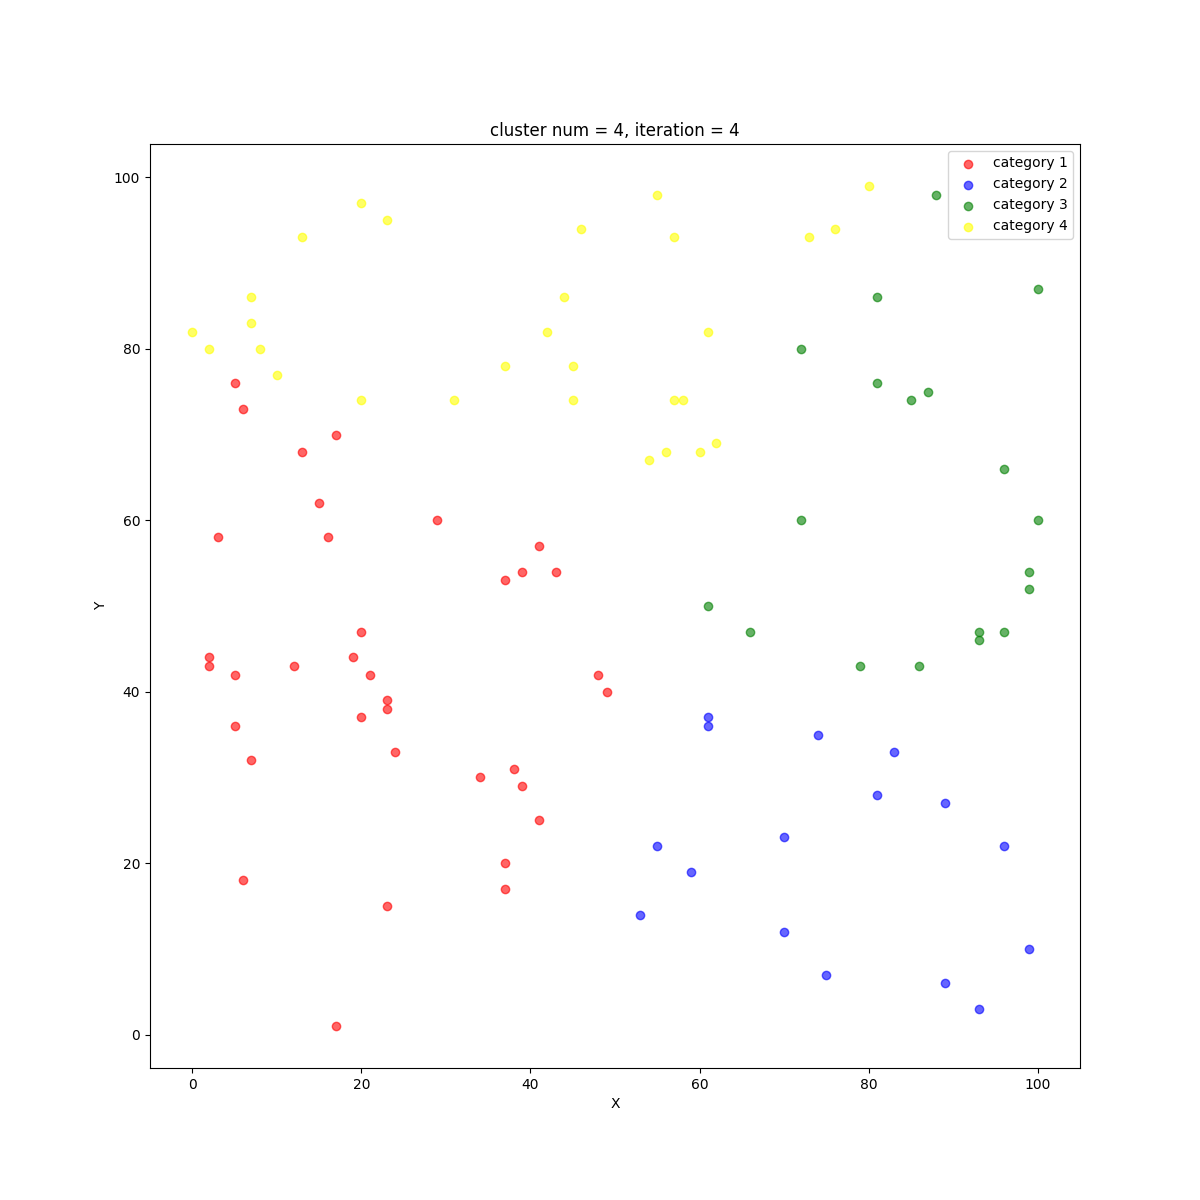 cluster num = 4, iteration = 4
category 1
category 2
category 3
category 4
100
80
60
40
20
0
Y
0 20 40 60 80 100
X